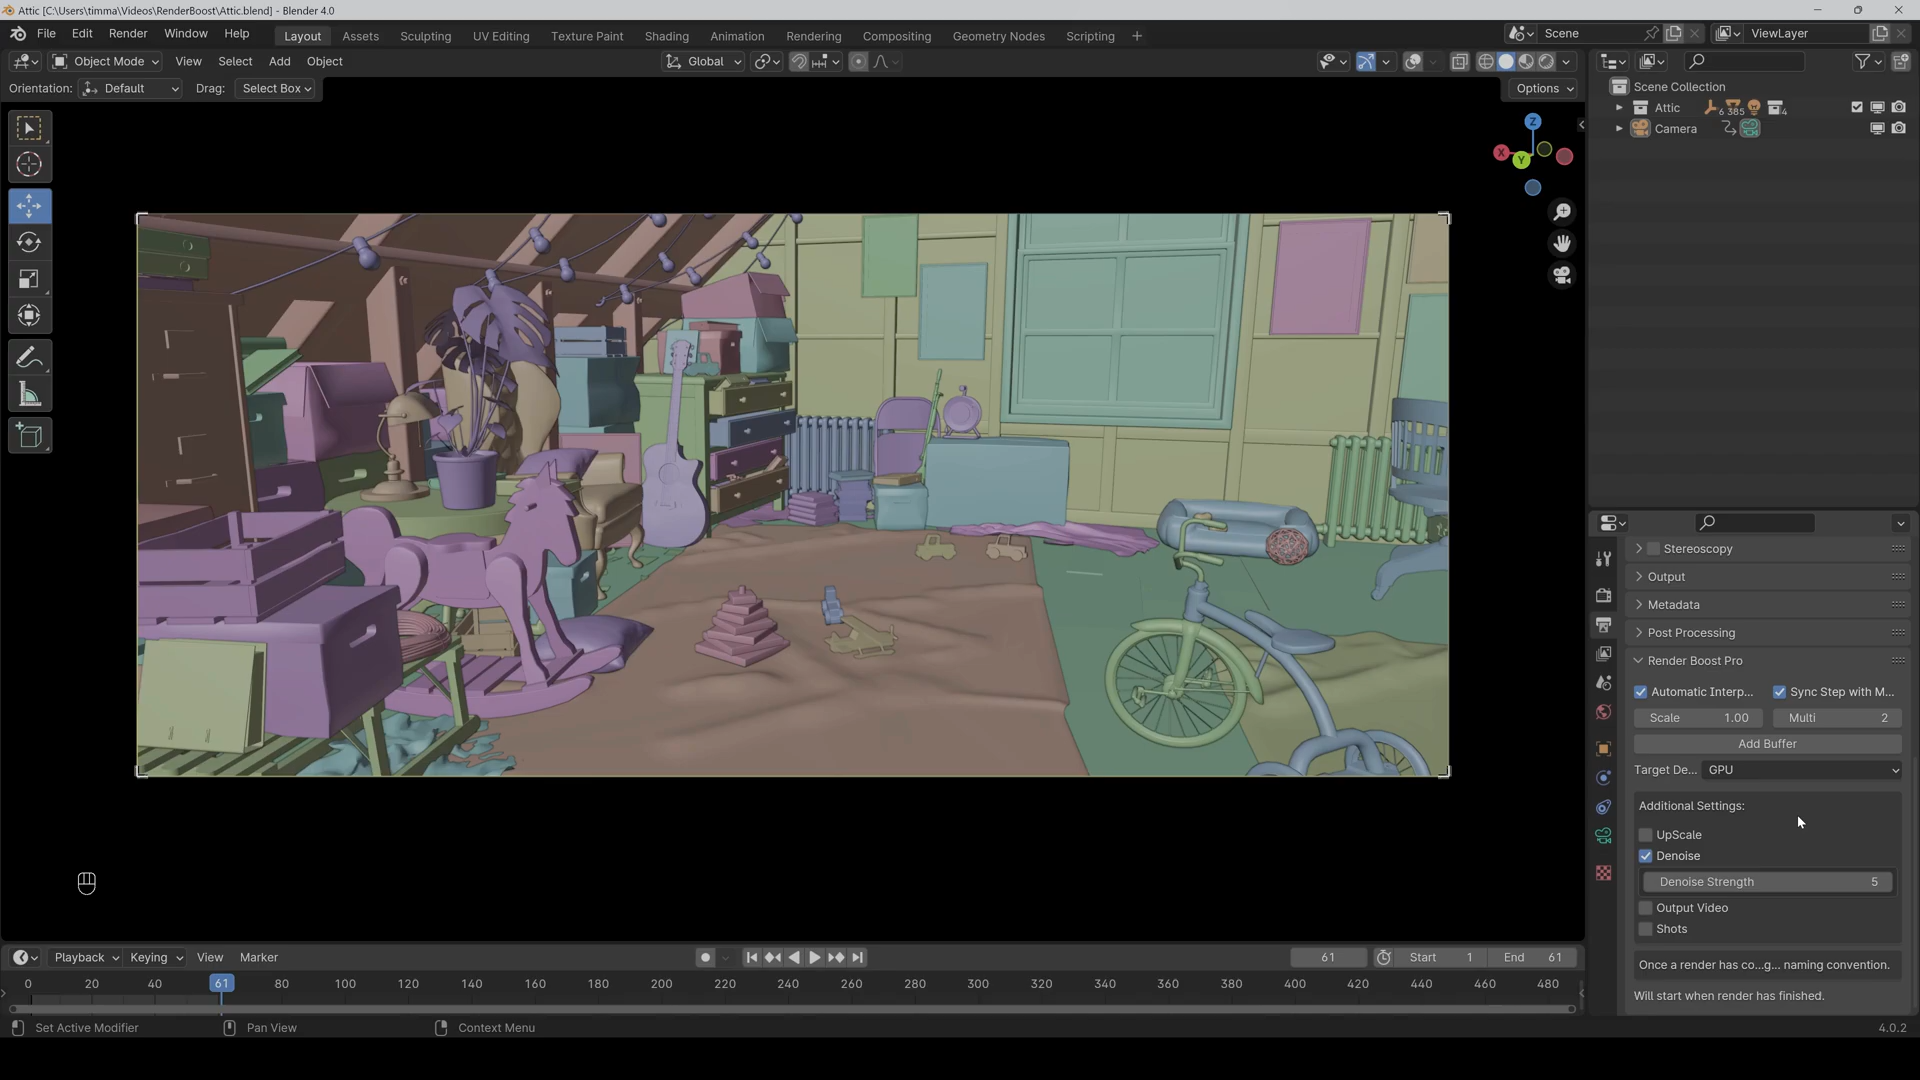 Attic [C:\Users\timma\Videos\RenderBoost\Attic.blend] - Blender 4.0
File Edit Render Window Help Layout Assets Sculpting UV Editing Texture Paint Shading Animation Rendering Compositing Geometry Nodes Scripting + Scene ViewLayer
Object Mode View Select Add Object Global
Orientation: Default Drag: Select Box Options
Scene Collection
Attic 6 385 4
Camera
Z
X Y
Stereoscopy
Output
Metadata
Post Processing
Render Boost Pro
Automatic Interp... Sync Step with M...
Scale 1.00 Multi 2
Add Buffer
Target De... GPU
Additional Settings:
UpScale
Denoise
Denoise Strength 5
Output Video
Shots
Once a render has co...g... naming convention.
Will start when render has finished.
Playback Keying View Marker 61 Start 1 End 61
0 20 40 61 80 100 120 140 160 180 200 220 240 260 280 300 320 340 360 380 400 420 440 460 480
Set Active Modifier Pan View Context Menu 4.0.2